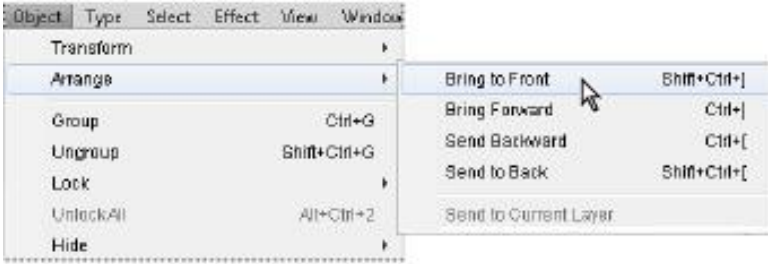 Object Type Select Effect View Window
Transform
Arrange
Group Ctrl+G
Ungroup Shift+Ctrl+G
Lock
Unlock All Alt+Ctrl+2
Hide
Bring to Front Shift+Ctrl+]
Bring Forward Ctrl+]
Send Backward Ctrl+[
Send to Back Shift+Ctrl+[
Send to Current Layer